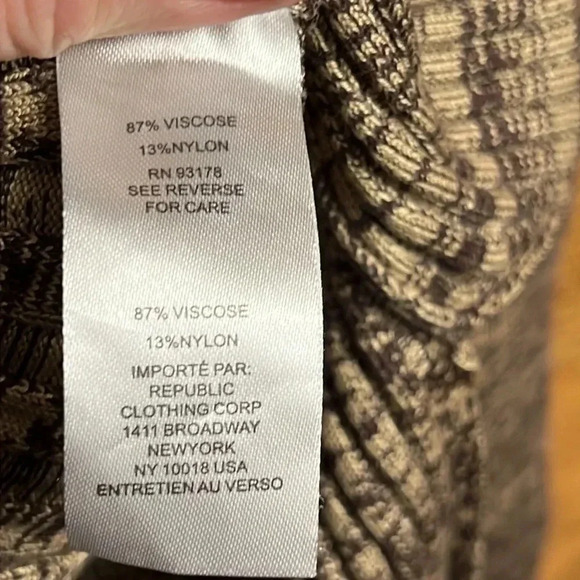 87% VISCOSE
13%NYLON
RN 93178
SEE REVERSE
FOR CARE
87% VISCOSE
13%NYLON
IMPORTÉ PAR:
REPUBLIC
CLOTHING CORP
1411 BROADWAY
NEWYORK
NY 10018 USA
ENTRETIEN AU VERSO